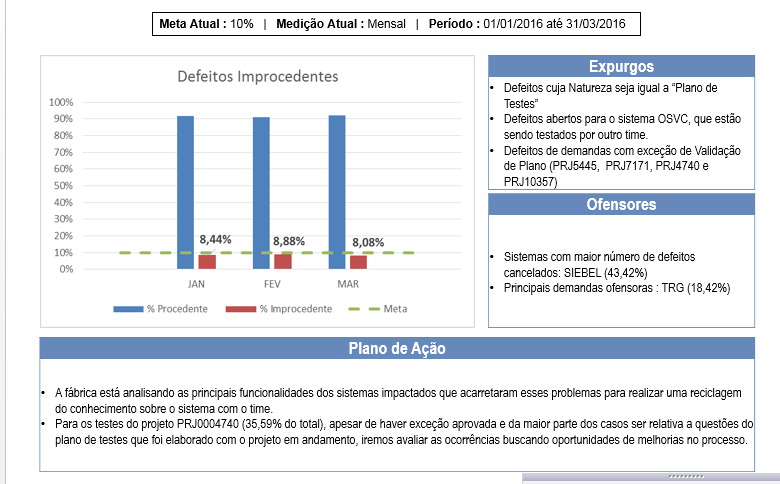 Meta Atual : 10% | Medição Atual : Mensal | Período : 01/01/2016 até 31/03/2016
Defeitos Improcedentes
100%
90%
80%
70%
60%
50%
40%
30%
20%
10%
0%
8,44%
8,88%
8,08%
JAN FEV MAR
% Procedente % Improcedente Meta
Expurgos
• Defeitos cuja Natureza seja igual a “Plano de
Testes”
• Defeitos abertos para o sistema OSVC, que estão
sendo testados por outro time.
• Defeitos de demandas com exceção de Validação
de Plano (PRJ5445, PRJ7171, PRJ4740 e
PRJ10357)
Ofensores
• Sistemas com maior número de defeitos
cancelados: SIEBEL (43,42%)
• Principais demandas ofensoras : TRG (18,42%)
Plano de Ação
• A fábrica está analisando as principais funcionalidades dos sistemas impactados que acarretaram esses problemas para realizar uma reciclagem
do conhecimento sobre o sistema com o time.
• Para os testes do projeto PRJ0004740 (35,59% do total), apesar de haver exceção aprovada e da maior parte dos casos ser relativa a questões do
plano de testes que foi elaborado com o projeto em andamento, iremos avaliar as ocorrências buscando oportunidades de melhorias no processo.